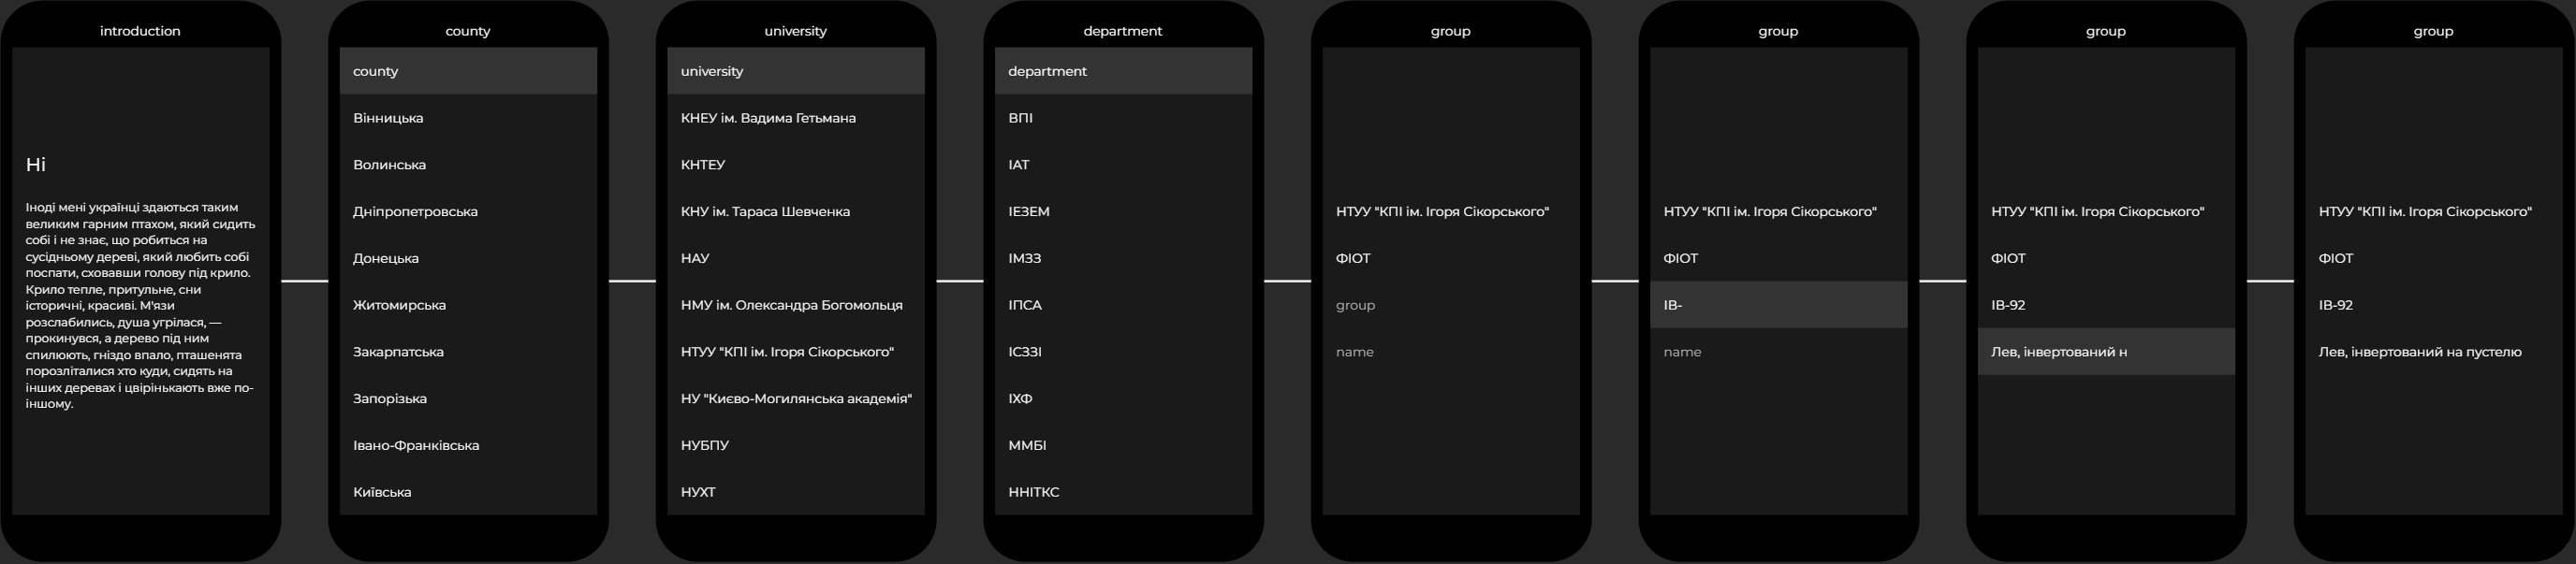 introduction
Hi
Іноді мені українці здаються таким
великим гарним птахом, який сидить
собі і не знає, що робиться на
сусідньому дереві, який любить собі
поспати, сховавши голову під крило.
Крило тепле, притульне, сни
історичні, красиві. М'язи
розслабились, душа угрілася, —
прокинувся, а дерево під ним
спилюють, гніздо впало, пташенята
порозліталися хто куди, сидять на
інших деревах і цвірінькають вже по-
іншому.
county
county
Вінницька
Волинська
Дніпропетровська
Донецька
Житомирська
Закарпатська
Запорізька
Івано-Франківська
Київська
university
university
КНЕУ ім. Вадима Гетьмана
КНТЕУ
КНУ ім. Тараса Шевченка
НАУ
НМУ ім. Олександра Богомольця
НТУУ "КПІ ім. Ігоря Сікорського"
НУ "Києво-Могилянська академія"
НУБПУ
НУХТ
department
department
ВПІ
ІАТ
ІЕЗЕМ
ІМЗЗ
ІПСА
ІСЗЗІ
ІХФ
ММБІ
ННІТКС
group
НТУУ "КПІ ім. Ігоря Сікорського"
ФІОТ
group
name
group
НТУУ "КПІ ім. Ігоря Сікорського"
ФІОТ
ІВ-
name
group
НТУУ "КПІ ім. Ігоря Сікорського"
ФІОТ
ІВ-92
Лев, інвертований н
group
НТУУ "КПІ ім. Ігоря Сікорського"
ФІОТ
ІВ-92
Лев, інвертований на пустелю